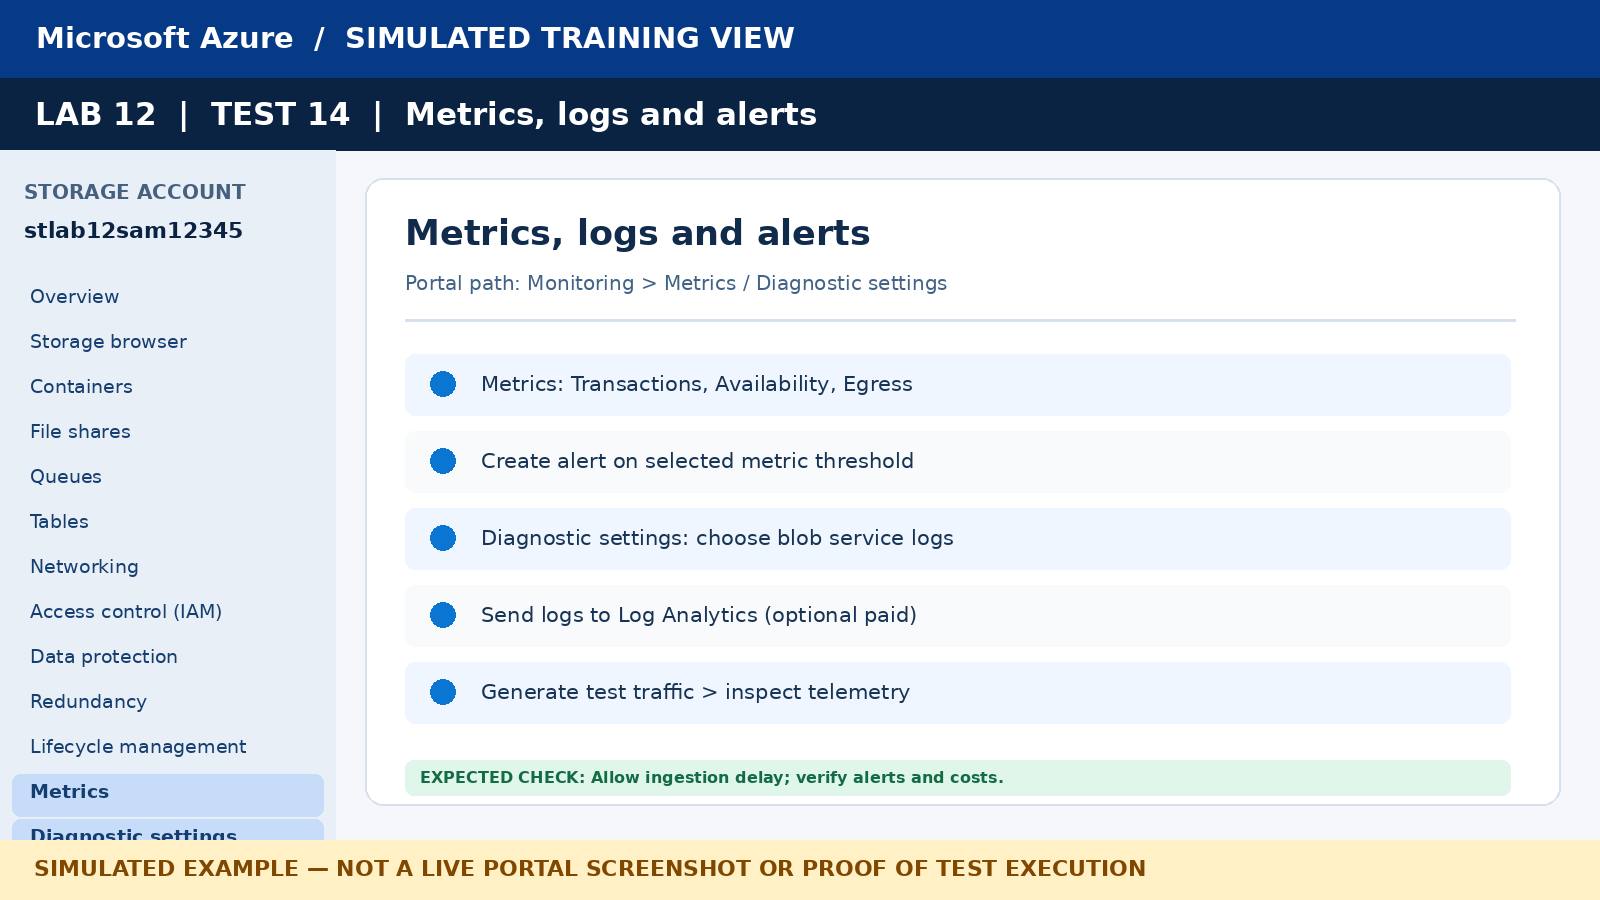 Microsoft Azure / SIMULATED TRAINING VIEW
LAB 12 | TEST 14 | Metrics, logs and alerts
STORAGE ACCOUNT
stlab12sam12345
Overview
Storage browser
Containers
File shares
Queues
Tables
Networking
Access control (IAM)
Data protection
Redundancy
Lifecycle management
Metrics
Diagnostic settings
Metrics, logs and alerts
Portal path: Monitoring > Metrics / Diagnostic settings
Metrics: Transactions, Availability, Egress
Create alert on selected metric threshold
Diagnostic settings: choose blob service logs
Send logs to Log Analytics (optional paid)
Generate test traffic > inspect telemetry
EXPECTED CHECK: Allow ingestion delay; verify alerts and costs.
SIMULATED EXAMPLE — NOT A LIVE PORTAL SCREENSHOT OR PROOF OF TEST EXECUTION